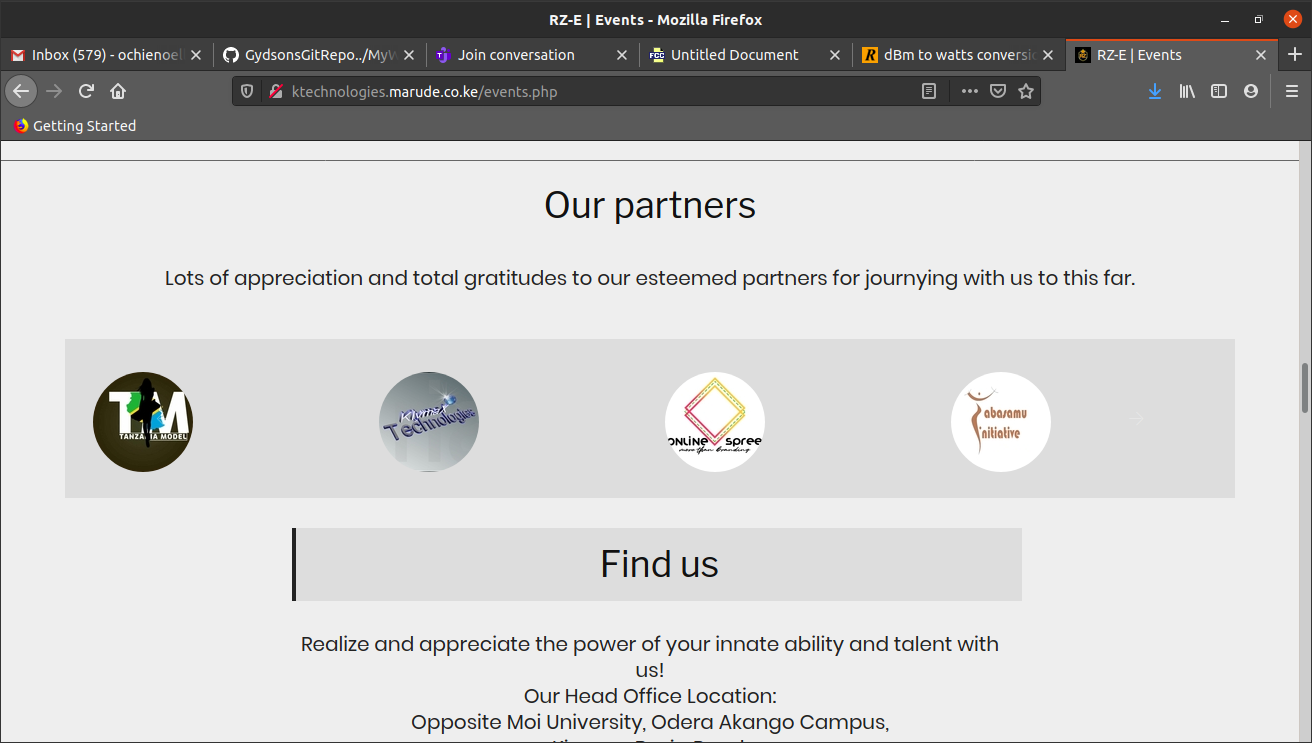 RZ-E | Events - Mozilla Firefox
Inbox (579) - ochienoel
GydsonsGitRepo../MyW
Join conversation
FCC Untitled Document
R dBm to watts conversio
RZ-E | Events
ktechnologies.marude.co.ke/events.php
Getting Started
Our partners
Lots of appreciation and total gratitudes to our esteemed partners for journying with us to this far.
TM
TANZANIA MODEL
Technologies
ONLINE SPREE
more than branding
abasamu
nitiative
Find us
Realize and appreciate the power of your innate ability and talent with
us!
Our Head Office Location:
Opposite Moi University, Odera Akango Campus,